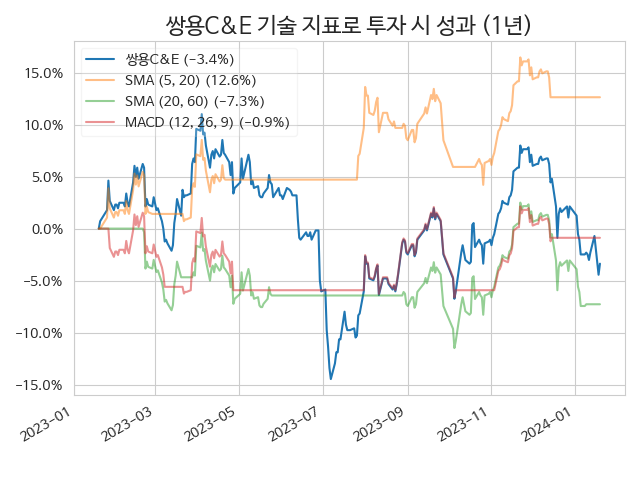 쌍용C&E 기술 지표로 투자 시 성과 (1년)
쌍용C&E (−3.4%)
SMA (5, 20) (12.6%)
SMA (20, 60) (−7.3%)
MACD (12, 26, 9) (−0.9%)
15.0%
10.0%
5.0%
0.0%
−5.0%
−10.0%
−15.0%
2023-01
2023-03
2023-05
2023-07
2023-09
2023-11
2024-01